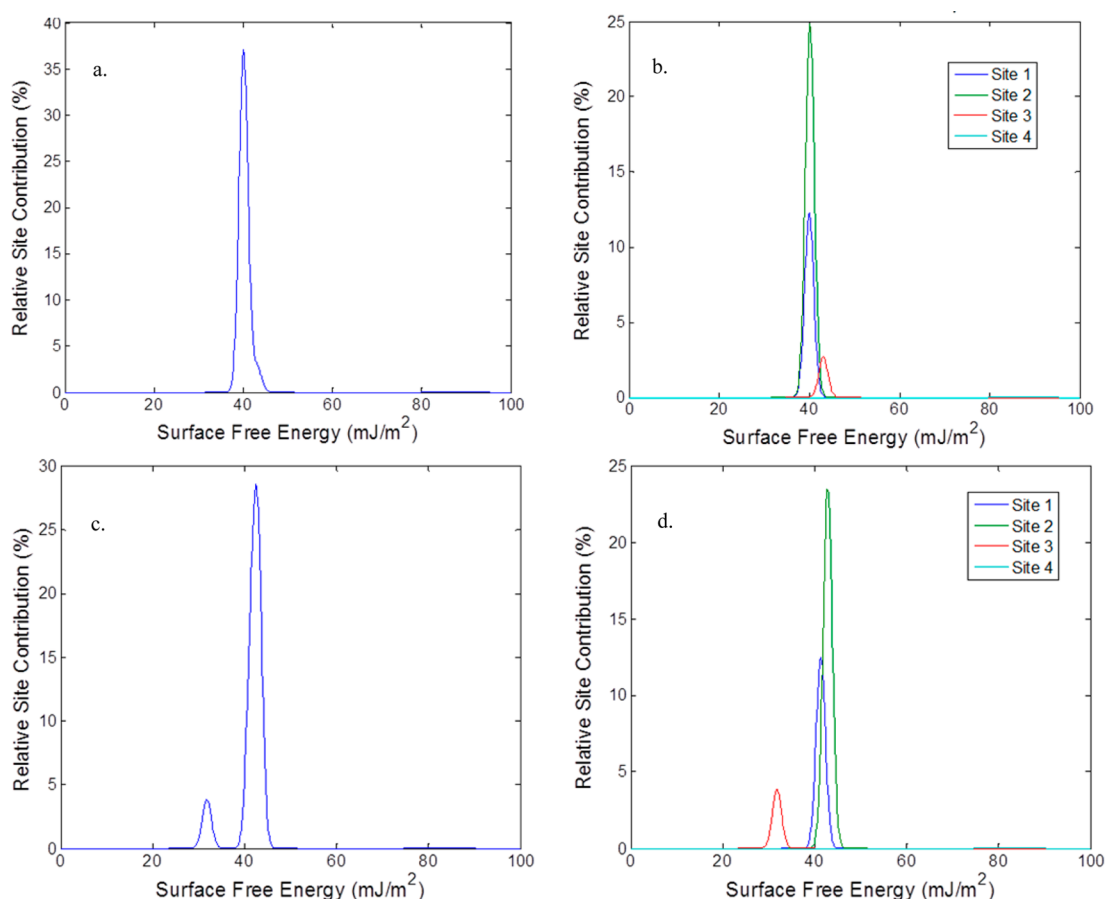 a.
Relative Site Contribution (%)
40
35
30
25
20
15
10
5
0
0 20 40 60 80 100
Surface Free Energy (mJ/m²)
b.
Relative Site Contribution (%)
25
20
15
10
5
0
0 20 40 60 80 100
Surface Free Energy (mJ/m²)
Site 1
Site 2
Site 3
Site 4
c.
Relative Site Contribution (%)
30
25
20
15
10
5
0
0 20 40 60 80 100
Surface Free Energy (mJ/m²)
d.
Relative Site Contribution (%)
25
20
15
10
5
0
0 20 40 60 80 100
Surface Free Energy (mJ/m²)
Site 1
Site 2
Site 3
Site 4